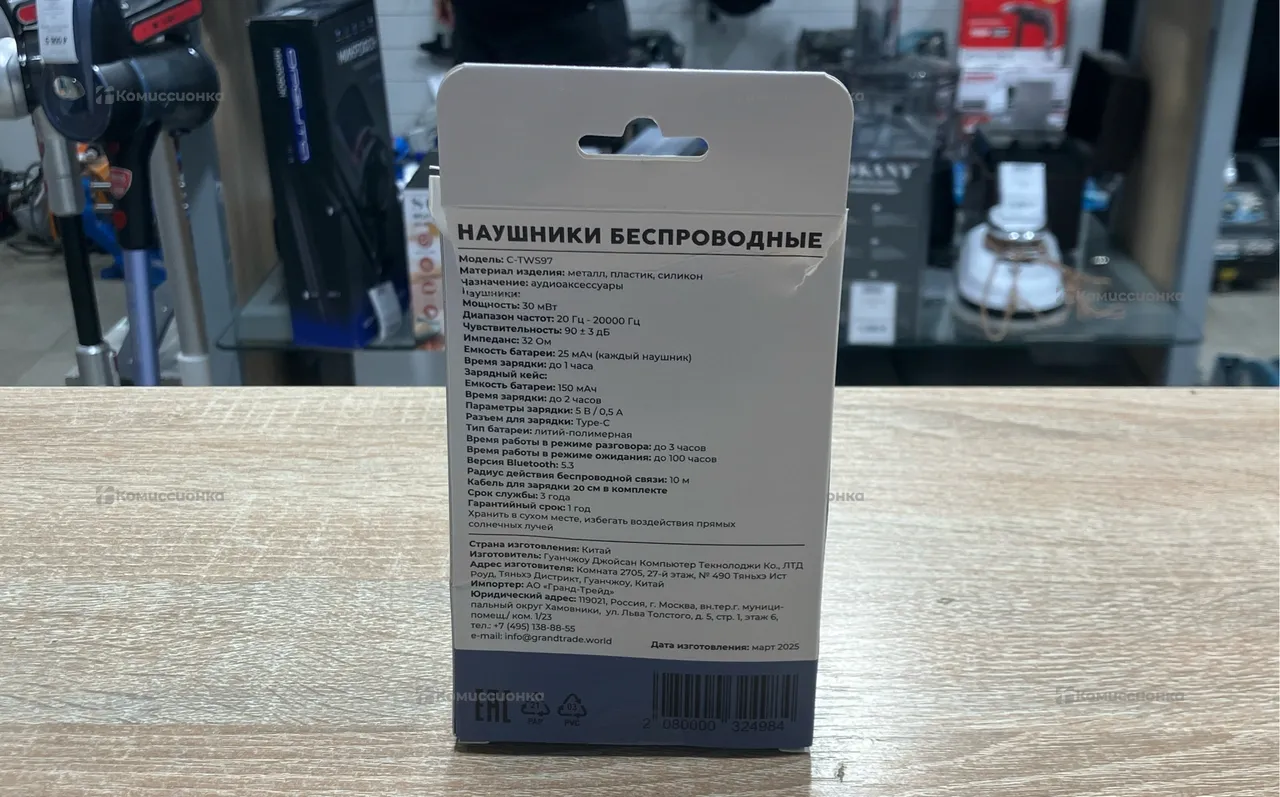 НАУШНИКИ БЕСПРОВОДНЫЕ
Модель: C-TWS97
Материал изделия: металл, пластик, силикон
Назначение: аудиоаксессуары
Наушники:
Мощность: 30 мВт
Диапазон частот: 20 Гц - 20000 Гц
Чувствительность: 90 ± 3 дБ
Импеданс: 32 Ом
Емкость батареи: 25 мАч (каждый наушник)
Время зарядки: до 1 часа
Зарядный кейс:
Емкость батареи: 150 мАч
Время зарядки: до 2 часов
Параметры зарядки: 5 В / 0,5 А
Разъем для зарядки: Type-C
Тип батареи: литий-полимерная
Время работы в режиме разговора: до 3 часов
Время работы в режиме ожидания: до 100 часов
Версия Bluetooth: 5.3
Радиус действия беспроводной связи: 10 м
Кабель для зарядки 20 см в комплекте
Срок службы: 3 года
Гарантийный срок: 1 год
Хранить в сухом месте, избегать воздействия прямых
солнечных лучей
Страна изготовления: Китай
Изготовитель: Гуанчжоу Джойсан Компьютер Технолоджи Ко., ЛТД
Адрес изготовителя: Комната 2705, 27-й этаж, № 490 Тяньхэ Ист
Роуд, Тяньхэ Дистрикт, Гуанчжоу, Китай
Импортер: АО «Гранд-Трейд»
Юридический адрес: 119021, Россия, г. Москва, вн.тер.г. муници-
пальный округ Хамовники, ул. Льва Толстого, д. 5, стр. 1, этаж 6,
помещ./ ком. 1/23
тел.: +7 (495) 138-88-55
e-mail: info@grandtrade.world
Дата изготовления: март 2025
EAC
21
PAP
03
PVC
2 080000 324984
Комиссионка
Комиссионка
Комиссионка
Комиссионка
Комиссионка